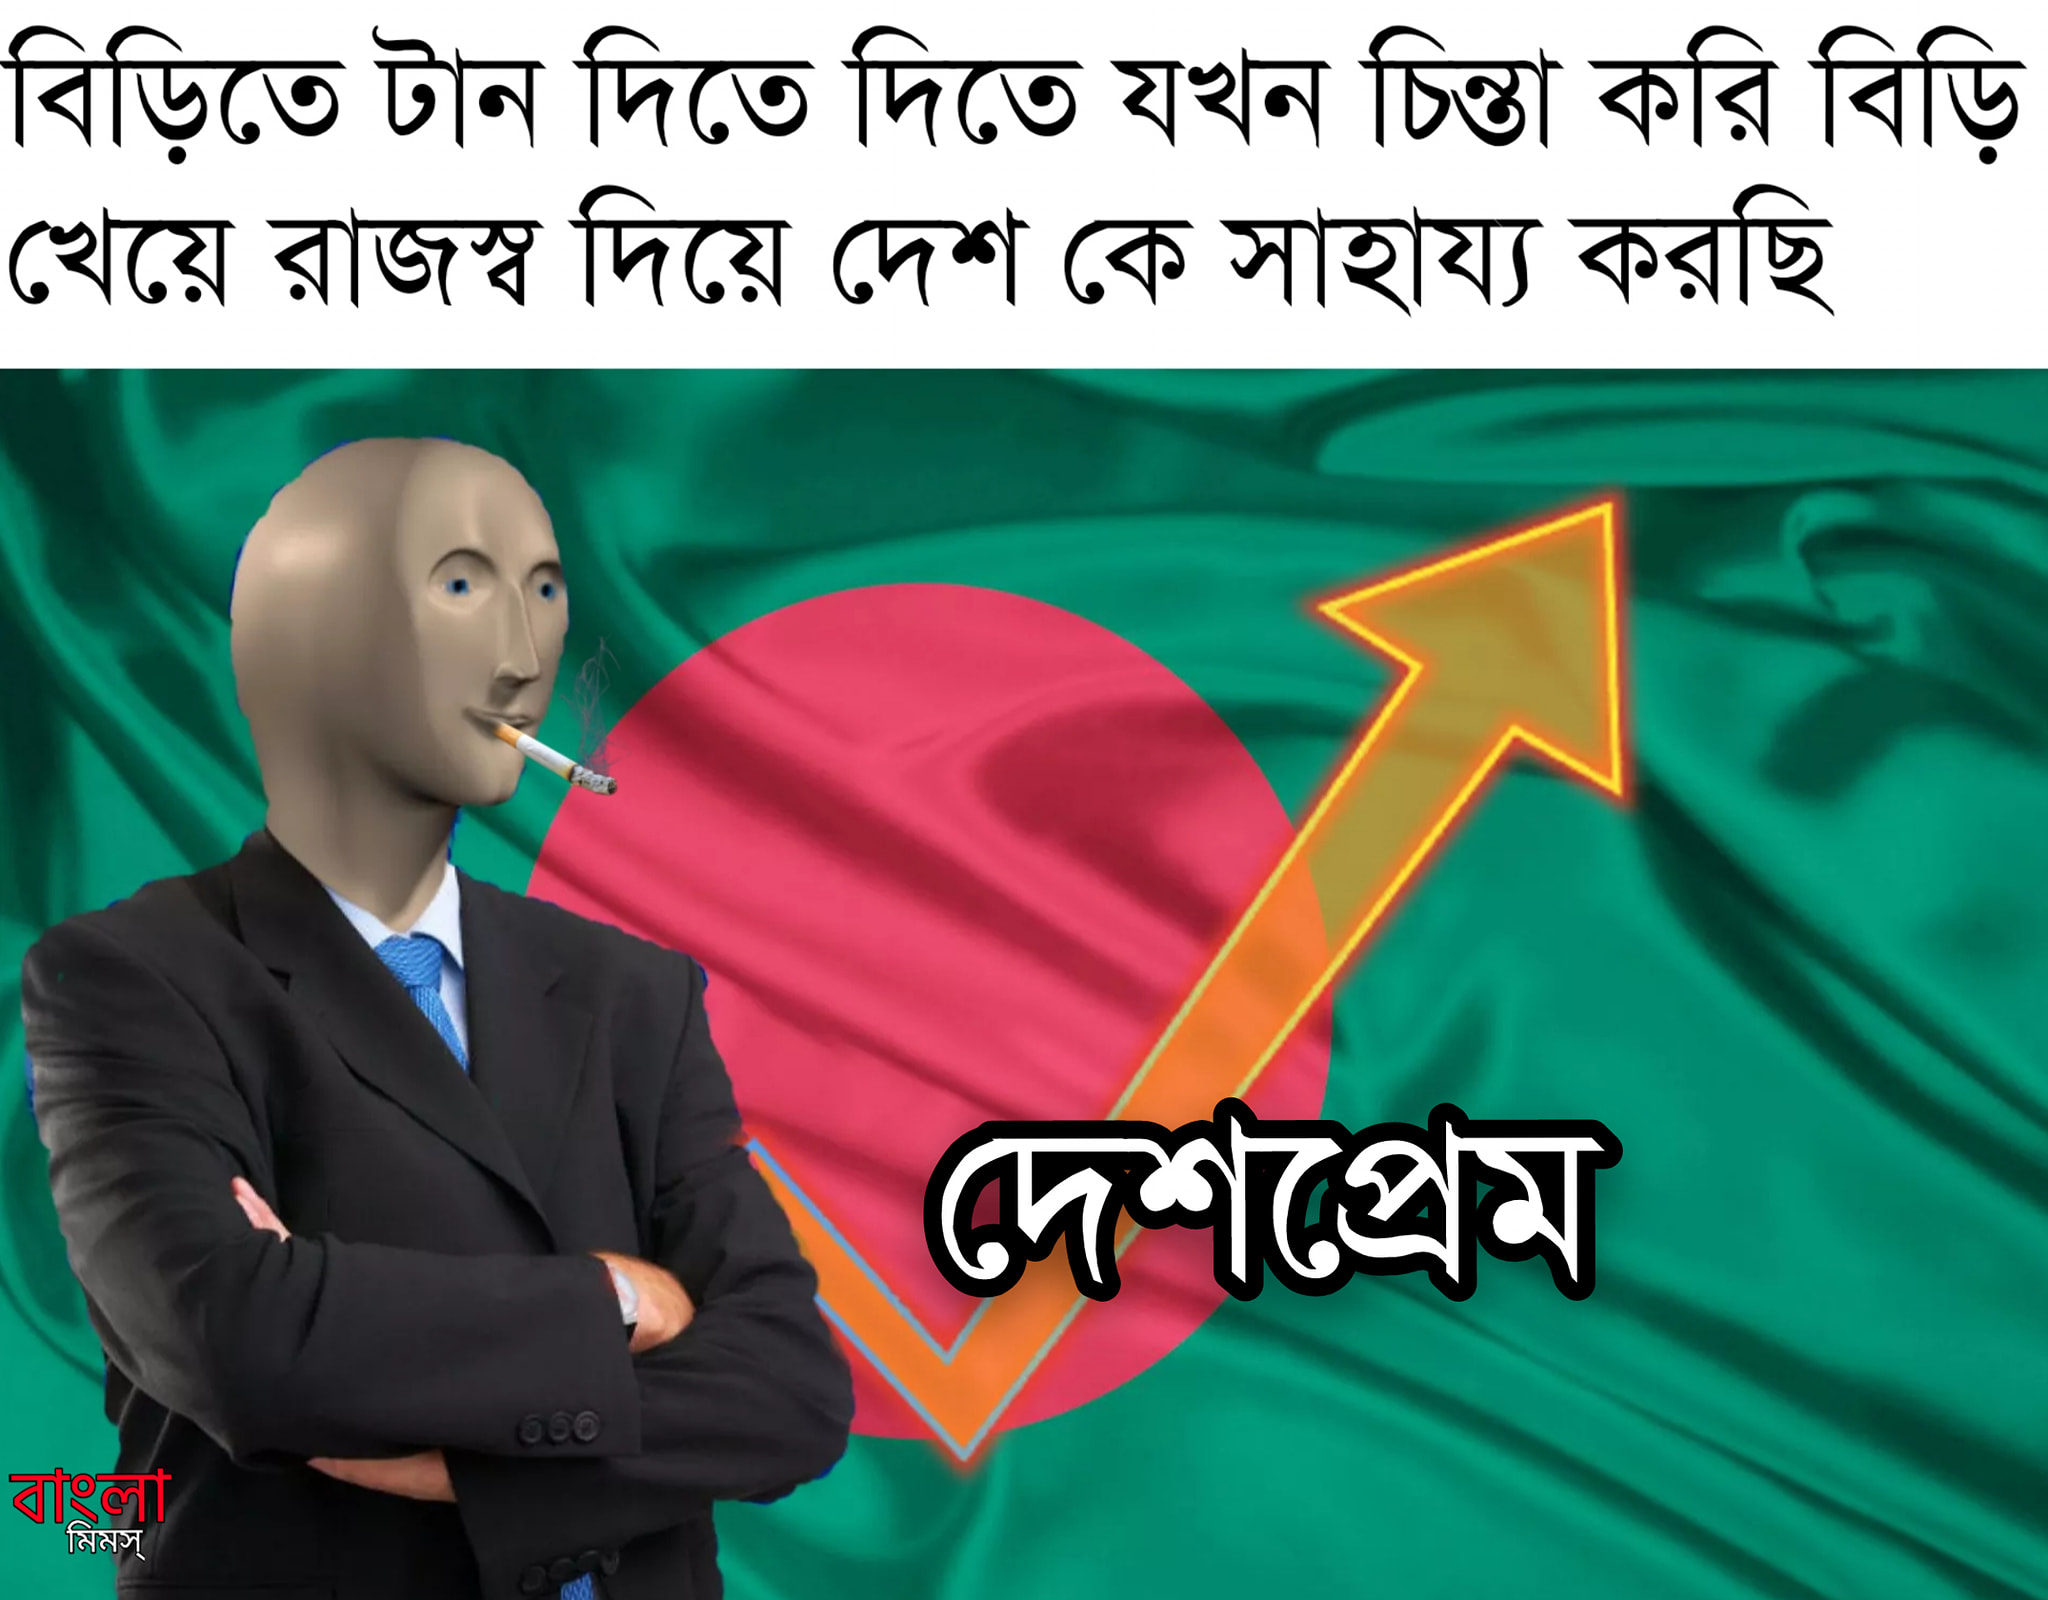 বিড়িতে টান দিতে দিতে যখন চিন্তা করি বিড়ি
খেয়ে রাজস্ব দিয়ে দেশ কে সাহায্য করছি
দেশপ্রেম
বাংলা
মিমস্